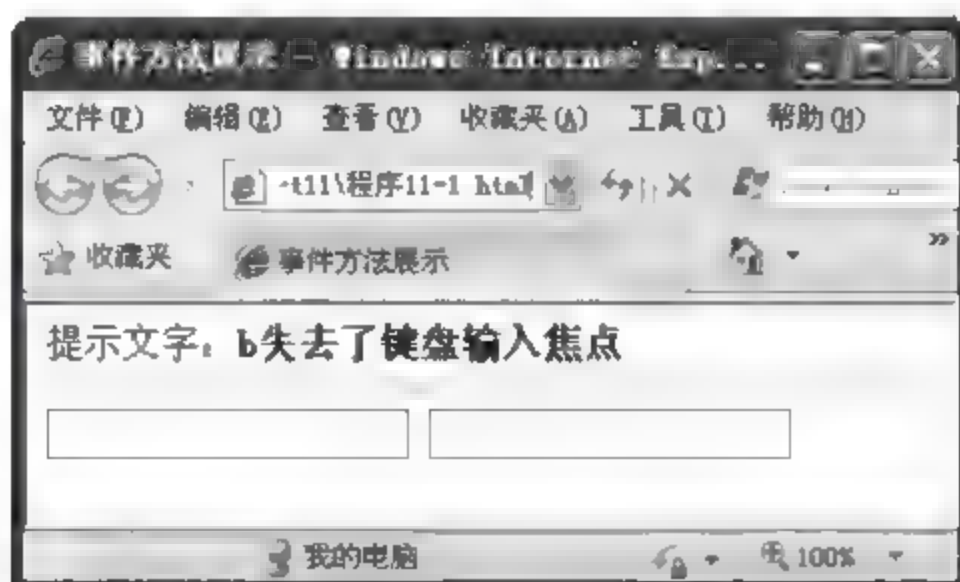 事件方法展示 - Windows Internet Exp...
文件(F) 编辑(E) 查看(V) 收藏夹(A) 工具(T) 帮助(H)
-t11\程序11-1 html
收藏夹 事件方法展示 »
提示文字：b失去了键盘输入焦点
我的电脑 100%